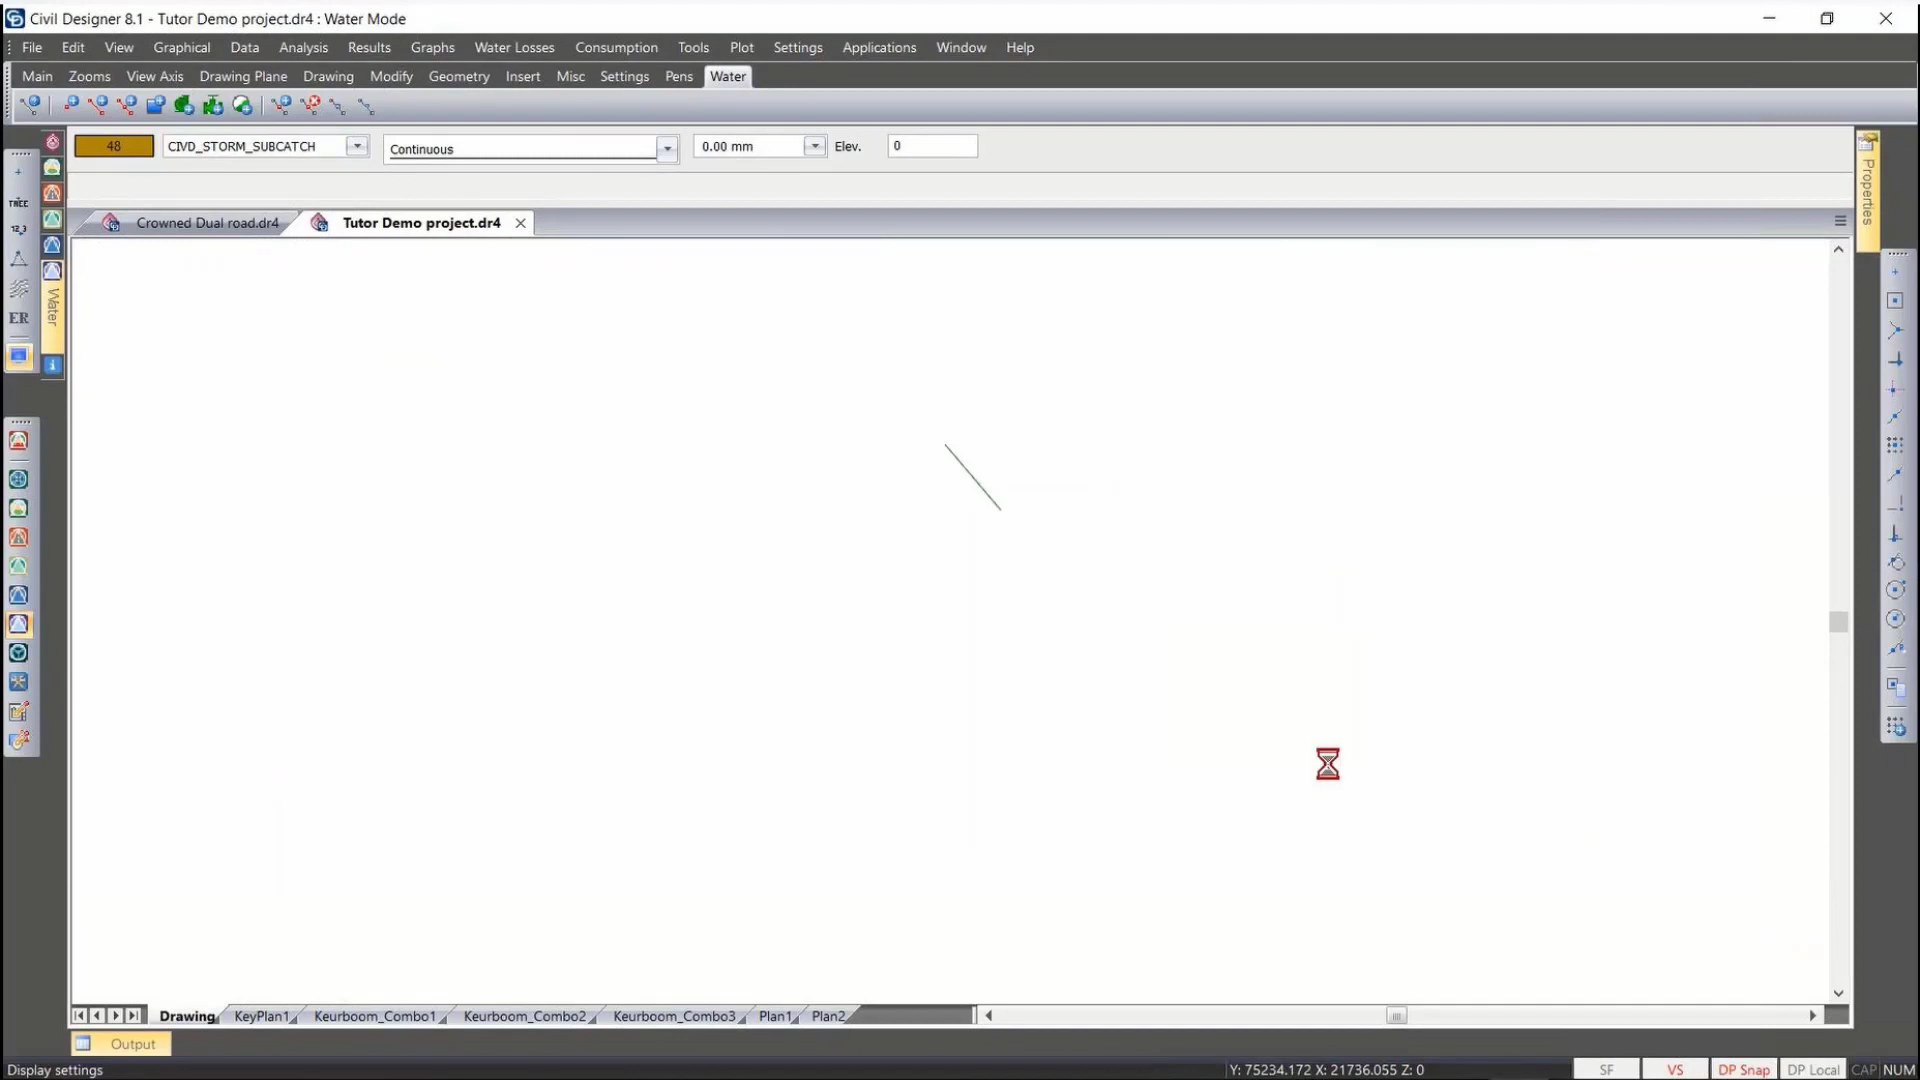 Civil Designer 8.1 - Tutor Demo project.dr4 : Water Mode
File Edit View Graphical Data Analysis Results Graphs Water Losses Consumption Tools Plot Settings Applications Window Help
Main Zooms View Axis Drawing Plane Drawing Modify Geometry Insert Misc Settings Pens Water
48 CIVD_STORM_SUBCATCH Continuous 0.00 mm Elev. 0
Properties
TREE
12.3
ER
Water
Crowned Dual road.dr4 Tutor Demo project.dr4
Drawing KeyPlan1 Keurboom_Combo1 Keurboom_Combo2 Keurboom_Combo3 Plan1 Plan2
Output
Display settings Y: 75234.172 X: 21736.055 Z: 0 SF VS DP Snap DP Local CAP NUM